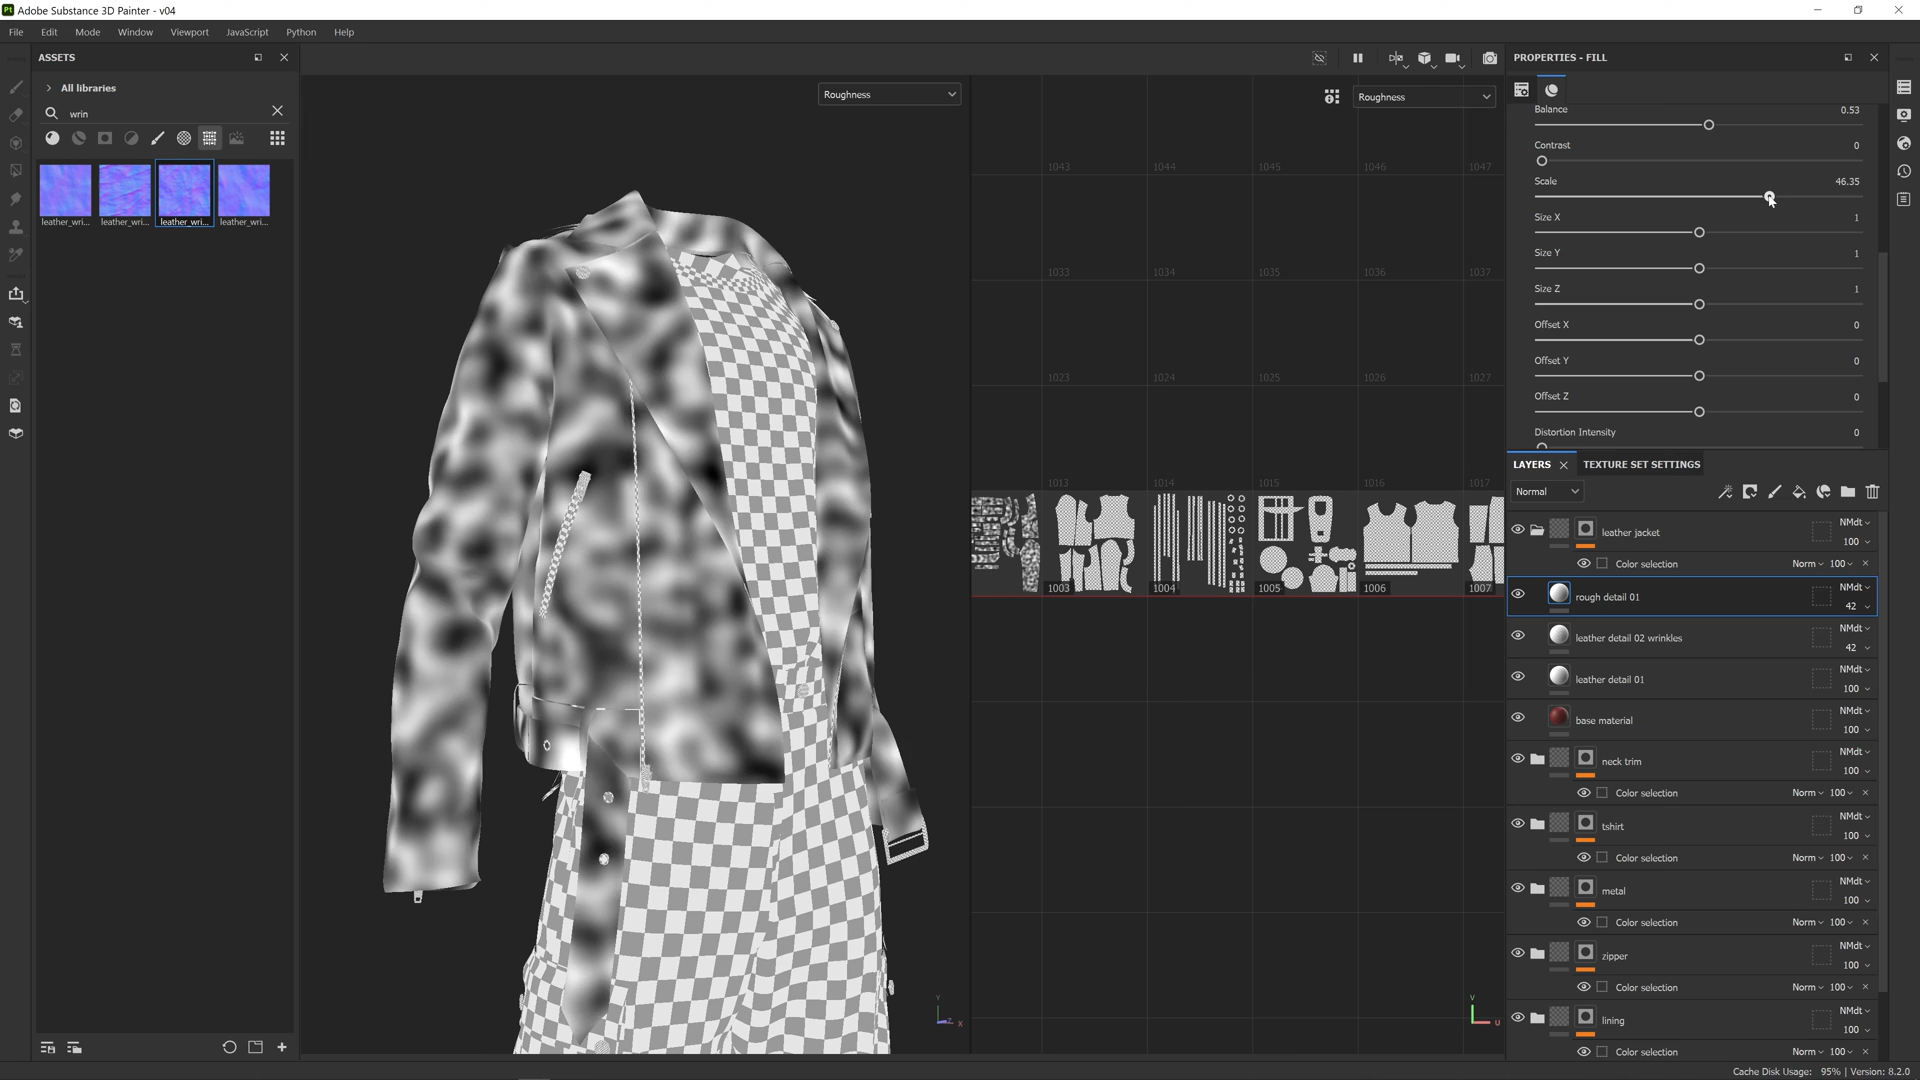 Pt Adobe Substance 3D Painter - v04
File Edit Mode Window Viewport JavaScript Python Help
ASSETS
All libraries
wrin
leather_wri... leather_wri... leather_wri... leather_wri...
Roughness
Roughness
1043 1044 1045 1046 1047
1033 1034 1035 1036 1037
1023 1024 1025 1026 1027
1013 1014 1015 1016 1017
1003 1004 1005 1006 1007
Y
Z X
V
U
PROPERTIES - FILL
Balance 0.53
Contrast 0
Scale 46.35
Size X 1
Size Y 1
Size Z 1
Offset X 0
Offset Y 0
Offset Z 0
Distortion Intensity 0
LAYERS TEXTURE SET SETTINGS
Normal
leather jacket NMdt 100
Color selection Norm 100
rough detail 01 NMdt 42
leather detail 02 wrinkles NMdt 42
leather detail 01 NMdt 100
base material NMdt 100
neck trim NMdt 100
Color selection Norm 100
tshirt NMdt 100
Color selection Norm 100
metal NMdt 100
Color selection Norm 100
zipper NMdt 100
Color selection Norm 100
lining NMdt 100
Color selection Norm 100
Cache Disk Usage: 95% | Version: 8.2.0